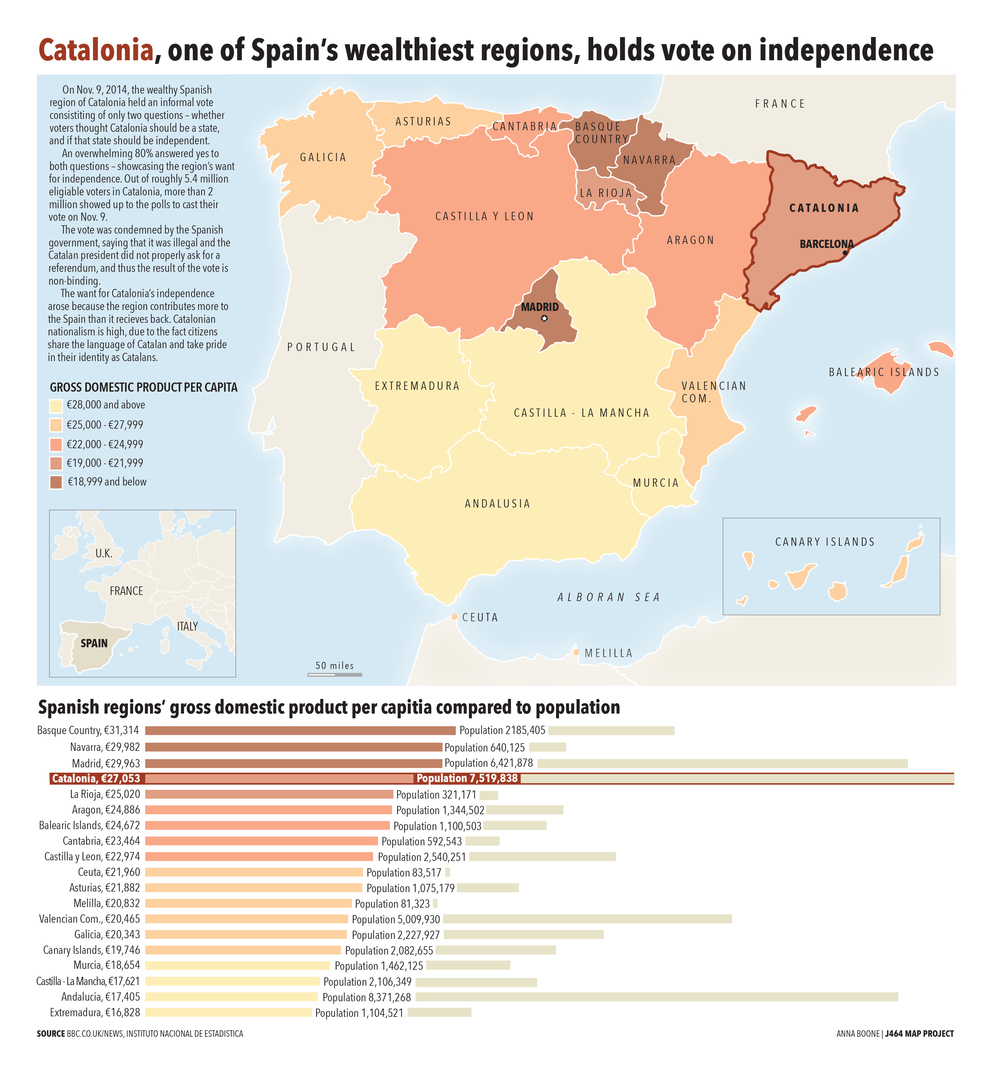 Catalonia, one of Spain's wealthiest regions, holds vote on independence
On Nov. 9, 2014, the wealthy Spanish
region of Catalonia held an informal vote
consistiting of only two questions – whether
voters thought Catalonia should be a state,
and if that state should be independent.
An overwhelming 80% answered yes to
both questions – showcasing the region's want
for independence. Out of roughly 5.4 million
eligible voters in Catalonia, more than 2
million showed up to the polls to cast their
vote on Nov. 9.
The vote was condemned by the Spanish
government, saying that it was illegal and the
Catalan president did not properly ask for a
referendum, and thus the result of the vote is
non-binding.
The want for Catalonia's independence
arose because the region contributes more to
the Spain than it recieves back. Catalonian
nationalism is high, due to the fact citizens
share the language of Catalan and take pride
in their identity as Catalans.
GROSS DOMESTIC PRODUCT PER CAPITA
€28,000 and above
€25,000 - €27,999
€22,000 - €24,999
€19,000 - €21,999
€18,999 and below
U.K.
FRANCE
ITALY
SPAIN
FRANCE
ASTURIAS
CANTABRIA
BASQUE
COUNTRY
GALICIA
NAVARRA
LA RIOJA
CATALONIA
CASTILLA Y LEON
ARAGON
BARCELONA
MADRID
PORTUGAL
BALEARIC ISLANDS
EXTREMADURA
VALENCIAN
COM.
CASTILLA - LA MANCHA
MURCIA
ANDALUSIA
CANARY ISLANDS
ALBORAN SEA
CEUTA
MELILLA
50 miles
Spanish regions' gross domestic product per capitia compared to population
Basque Country, €31,314 Population 2185,405
Navarra, €29,982 Population 640,125
Madrid, €29,963 Population 6,421,878
Catalonia, €27,053 Population 7,519,838
La Rioja, €25,020 Population 321,171
Aragon, €24,886 Population 1,344,502
Balearic Islands, €24,672 Population 1,100,503
Cantabria, €23,464 Population 592,543
Castilla y Leon, €22,974 Population 2,540,251
Ceuta, €21,960 Population 83,517
Asturias, €21,882 Population 1,075,179
Melilla, €20,832 Population 81,323
Valencian Com., €20,465 Population 5,009,930
Galicia, €20,343 Population 2,227,927
Canary Islands, €19,746 Population 2,082,655
Murcia, €18,654 Population 1,462,125
Castilla - La Mancha, €17,621 Population 2,106,349
Andalucia, €17,405 Population 8,371,268
Extremadura, €16,828 Population 1,104,521
SOURCE BBC.CO.UK/NEWS, INSTITUTO NACIONAL DE ESTADISTICA
ANNA BOONE | J464 MAP PROJECT